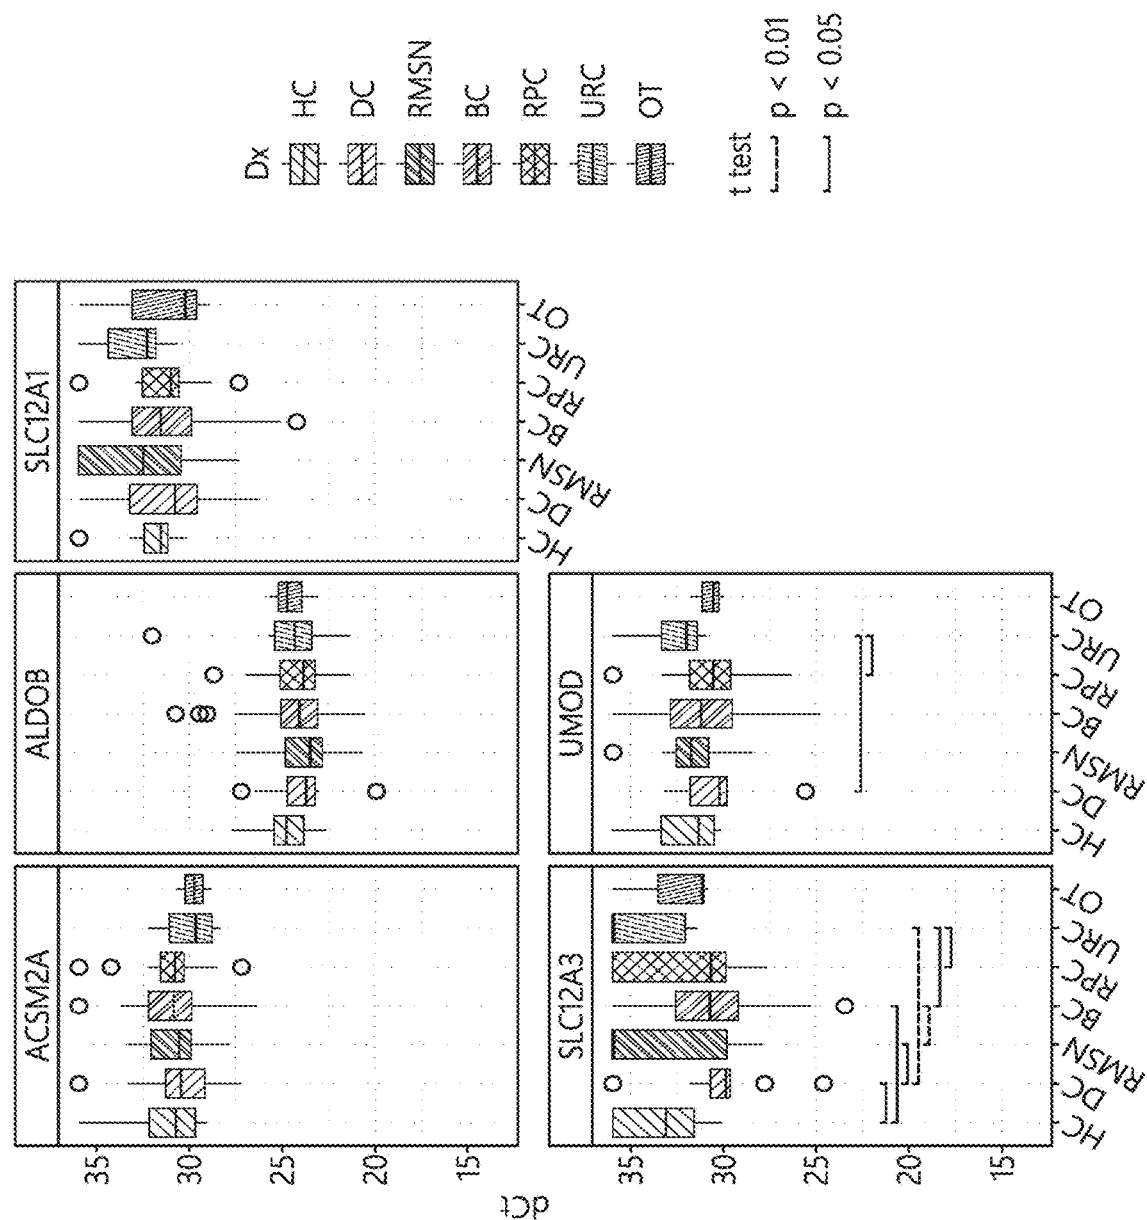 ACSM2A
ALDOB
SLC12A1
35
30
25
20
HC
DC
RMSN
BC
RPC
URC
OT
dCt
SLC12A3
UMOD
35
30
25
20
HC
DC
RMSN
BC
RPC
URC
OT
HC
DC
RMSN
BC
RPC
URC
OT
Dx
HC
DC
RMSN
BC
RPC
URC
OT
t test
p < 0.01
p < 0.05